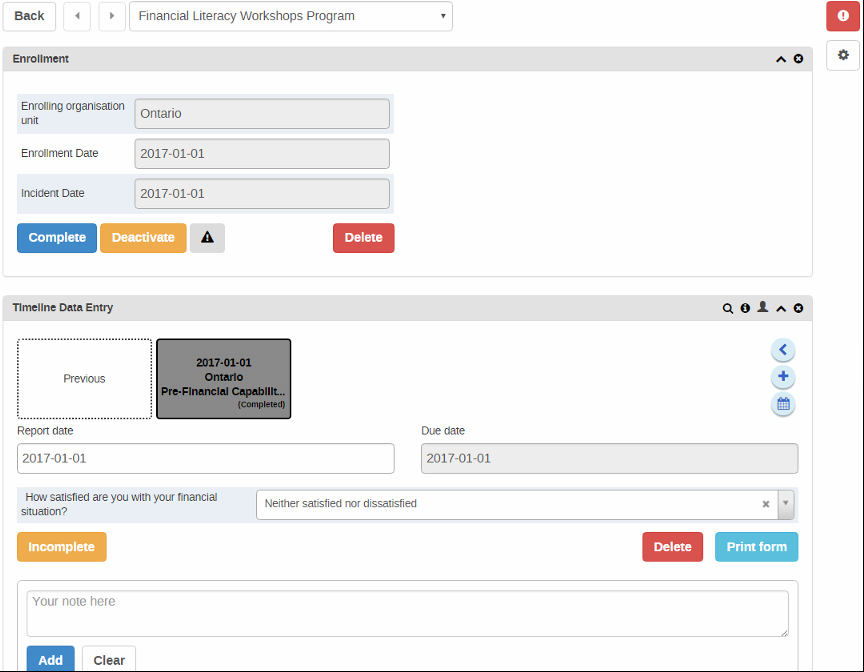 Back
Financial Literacy Workshops Program
Enrollment
Enrolling organisation
unit
Ontario
Enrollment Date
2017-01-01
Incident Date
2017-01-01
Complete
Deactivate
Delete
Timeline Data Entry
Previous
2017-01-01
Ontario
Pre-Financial Capabilit...
(Completed)
Report date
Due date
2017-01-01
2017-01-01
How satisfied are you with your financial
situation?
Neither satisfied nor dissatisfied
Incomplete
Delete
Print form
Your note here
Add
Clear